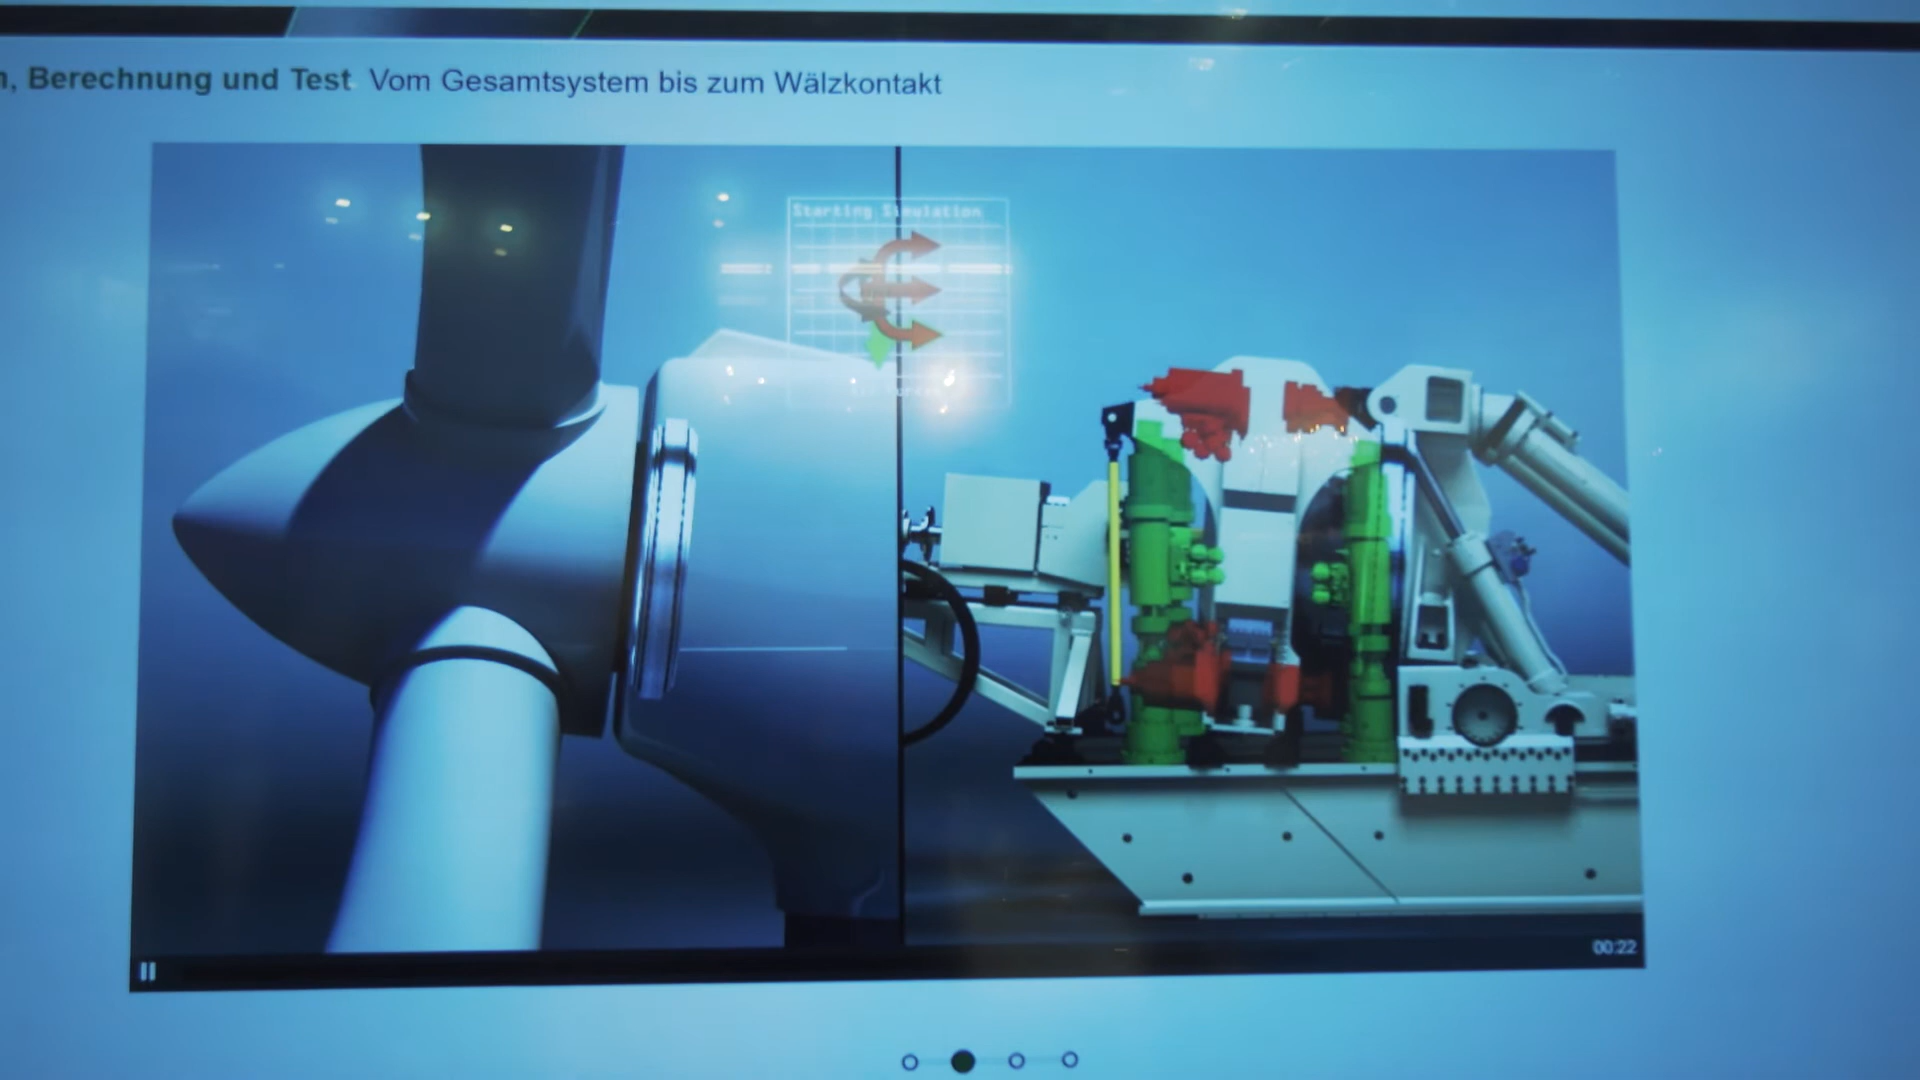 , Berechnung und Test Vom Gesamtsystem bis zum Wälzkontakt
Starting Simulation
00:22